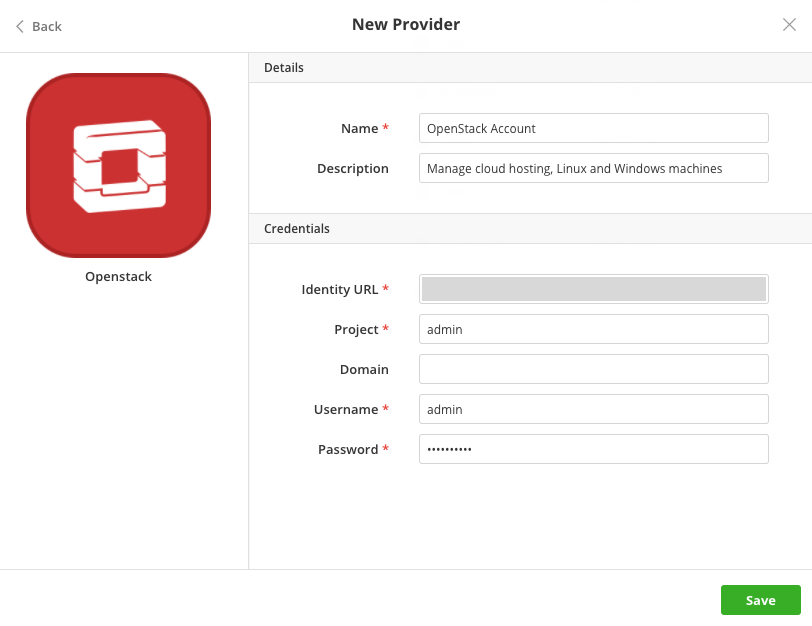 Back
New Provider
Openstack
Details
Name *
OpenStack Account
Description
Manage cloud hosting, Linux and Windows machines
Credentials
Identity URL *
Project *
admin
Domain
Username *
admin
Password *
••••••••••
Save